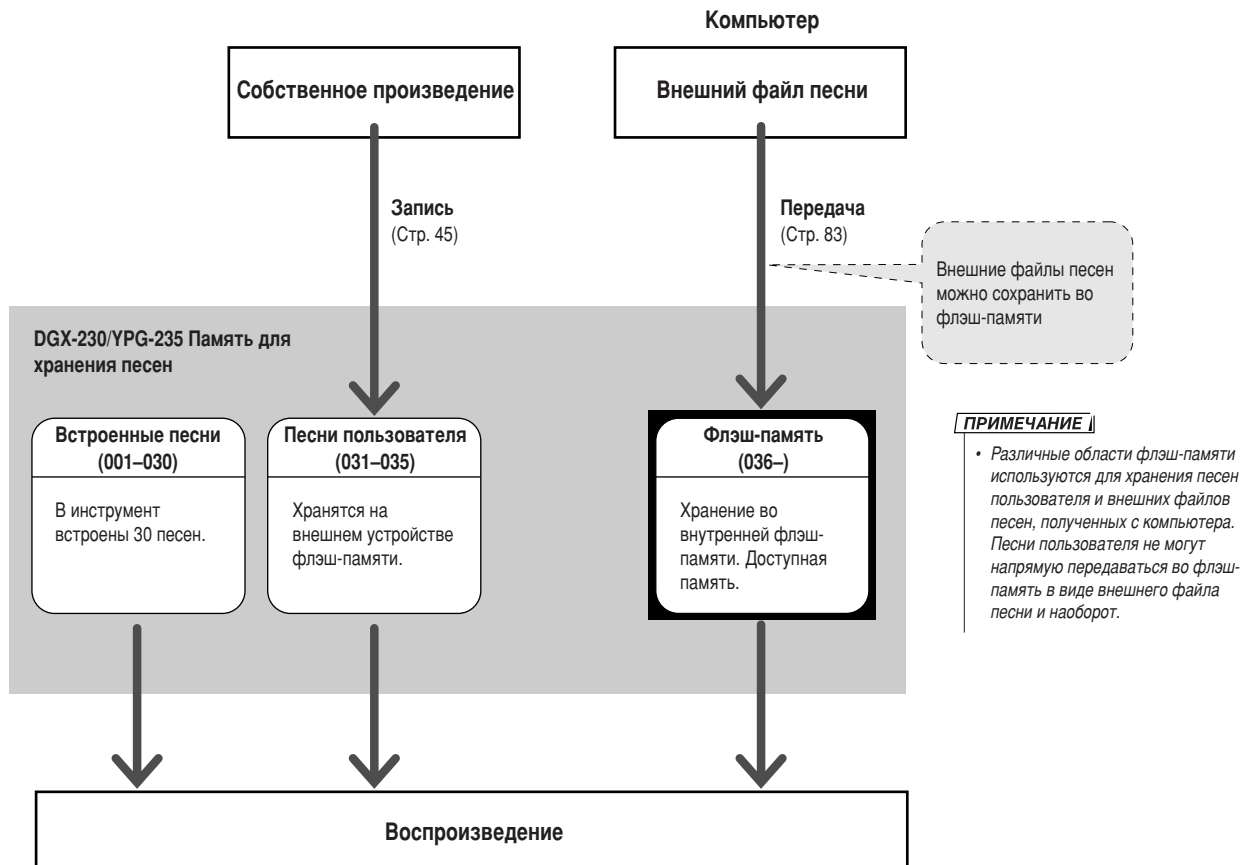 Компьютер
Собственное произведение
Внешний файл песни
Запись
(Стр. 45)
Передача
(Стр. 83)
Внешние файлы песен
можно сохранить во
флэш-памяти
DGX-230/YPG-235 Память для
хранения песен
Встроенные песни
(001–030)
В инструмент
встроены 30 песен.
Песни пользователя
(031–035)
Хранятся на
внешнем устройстве
флэш-памяти.
Флэш-память
(036–)
Хранение во
внутренней флэш-
памяти. Доступная
память.
ПРИМЕЧАНИЕ
• Различные области флэш-памяти
используются для хранения песен
пользователя и внешних файлов
песен, полученных с компьютера.
Песни пользователя не могут
напрямую передаваться во флэш-
память в виде внешнего файла
песни и наоборот.
Воспроизведение